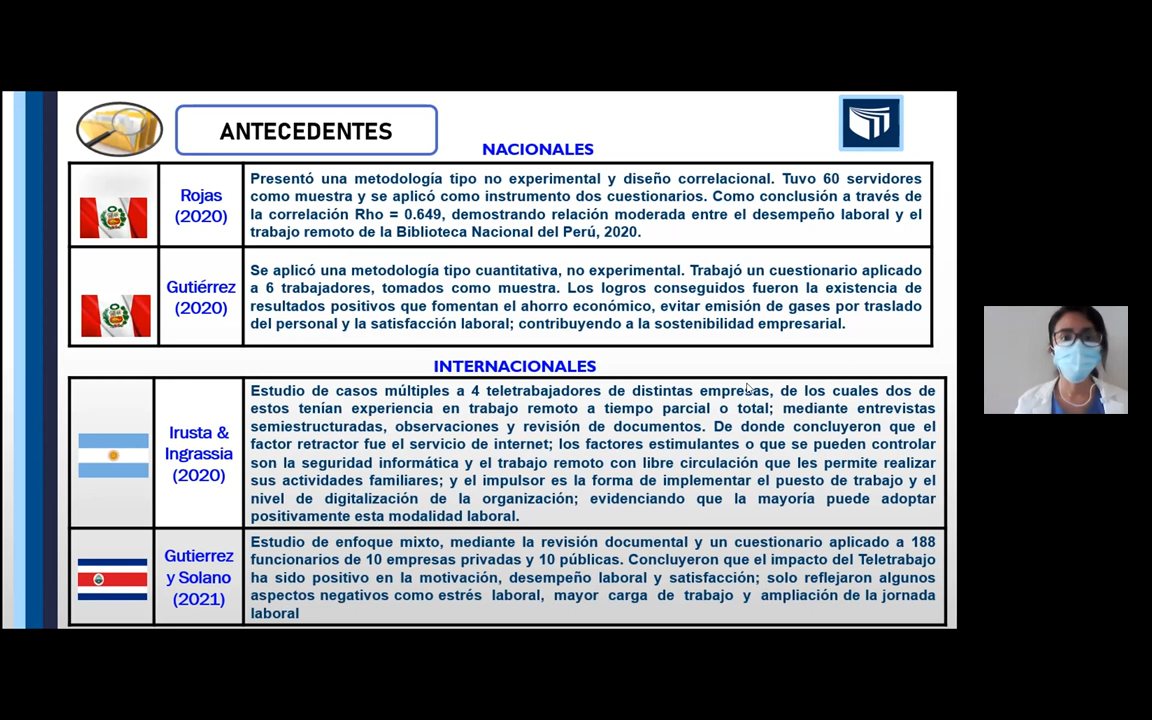 ANTECEDENTES
NACIONALES
Rojas
(2020)
Presentó una metodología tipo no experimental y diseño correlacional. Tuvo 60 servidores
como muestra y se aplicó como instrumento dos cuestionarios. Como conclusión a través de
la correlación Rho = 0.649, demostrando relación moderada entre el desempeño laboral y el
trabajo remoto de la Biblioteca Nacional del Perú, 2020.
Gutiérrez
(2020)
Se aplicó una metodología tipo cuantitativa, no experimental. Trabajó un cuestionario aplicado
a 6 trabajadores, tomados como muestra. Los logros conseguidos fueron la existencia de
resultados positivos que fomentan el ahorro económico, evitar emisión de gases por traslado
del personal y la satisfacción laboral; contribuyendo a la sostenibilidad empresarial.
INTERNACIONALES
Irusta &
Ingrassia
(2020)
Estudio de casos múltiples a 4 teletrabajadores de distintas empresas, de los cuales dos de
estos tenían experiencia en trabajo remoto a tiempo parcial o total; mediante entrevistas
semiestructuradas, observaciones y revisión de documentos. De donde concluyeron que el
factor retractor fue el servicio de internet; los factores estimulantes o que se pueden controlar
son la seguridad informática y el trabajo remoto con libre circulación que les permite realizar
sus actividades familiares; y el impulsor es la forma de implementar el puesto de trabajo y el
nivel de digitalización de la organización; evidenciando que la mayoría puede adoptar
positivamente esta modalidad laboral.
Gutierrez
y Solano
(2021)
Estudio de enfoque mixto, mediante la revisión documental y un cuestionario aplicado a 188
funcionarios de 10 empresas privadas y 10 públicas. Concluyeron que el impacto del Teletrabajo
ha sido positivo en la motivación, desempeño laboral y satisfacción; solo reflejaron algunos
aspectos negativos como estrés laboral, mayor carga de trabajo y ampliación de la jornada
laboral